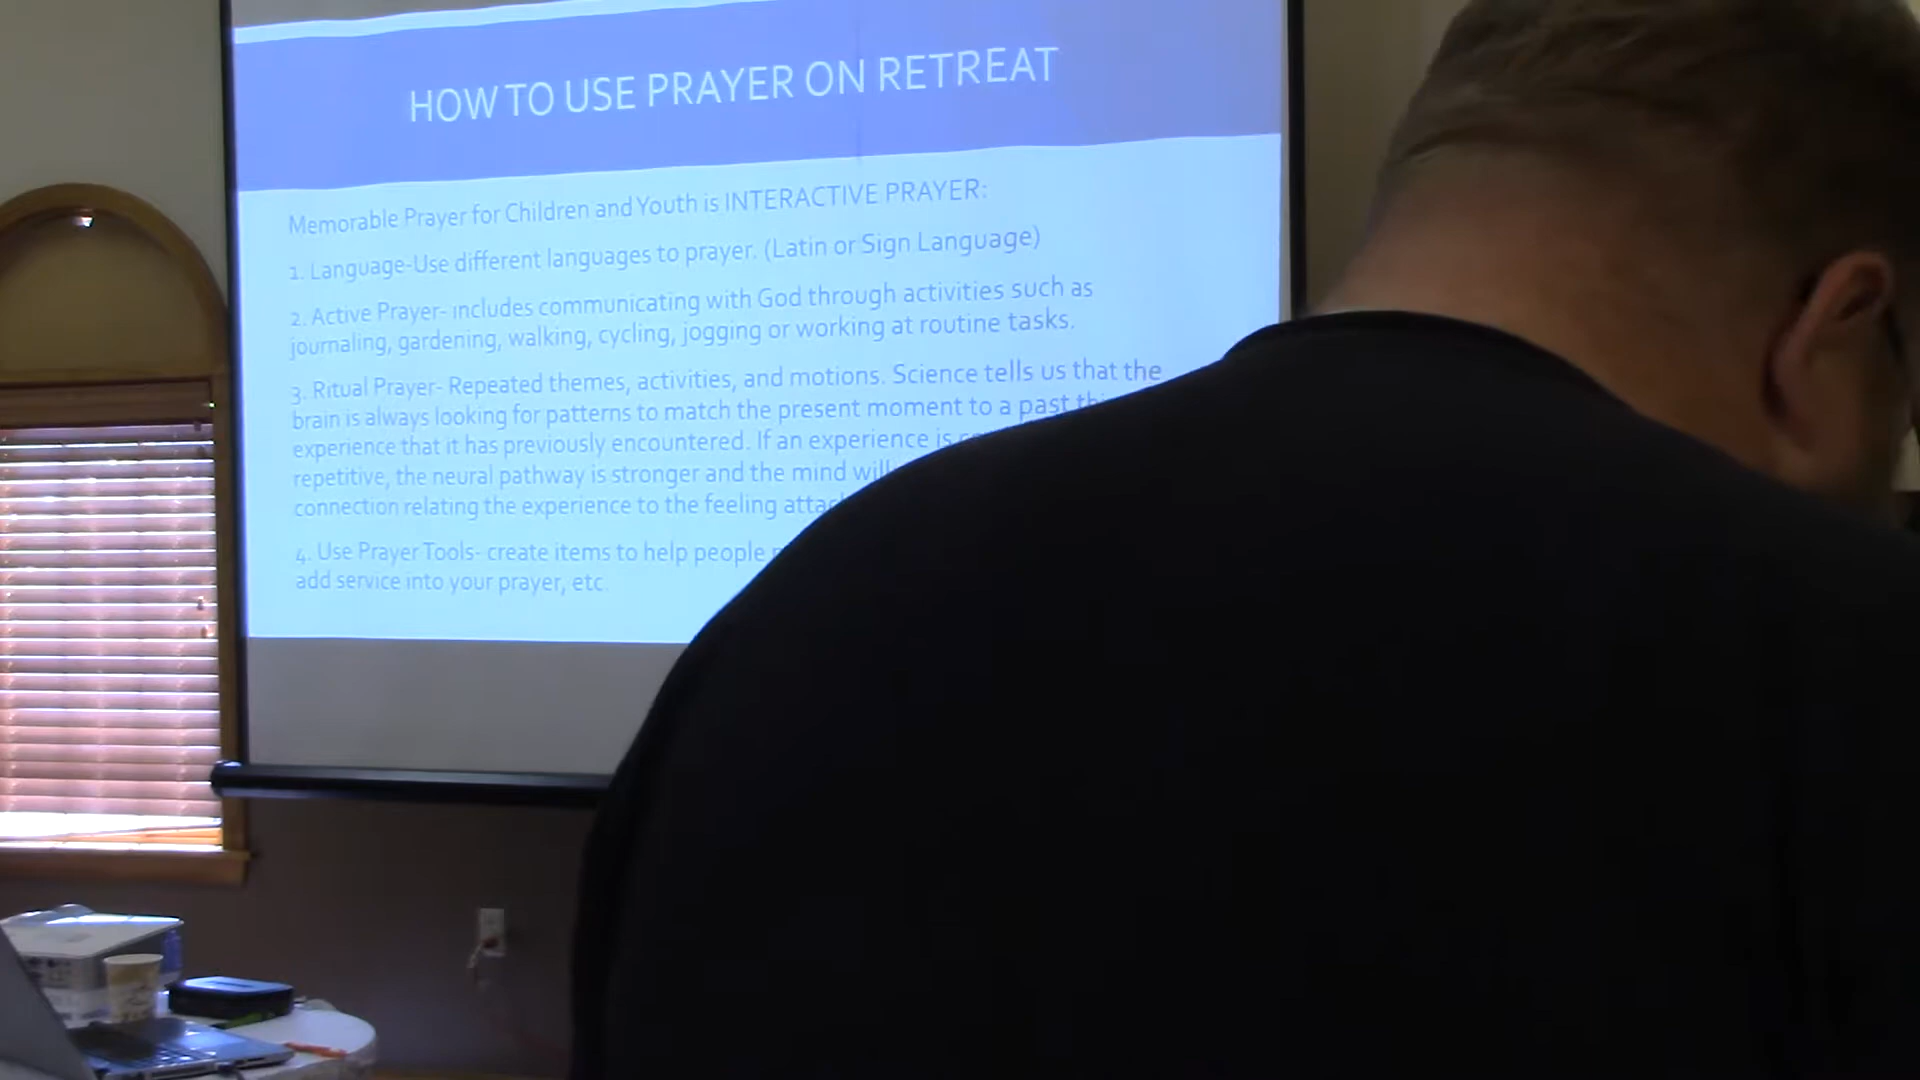 HOW TO USE PRAYER ON RETREAT
Memorable Prayer for Children and Youth is INTERACTIVE PRAYER:
1. Language-Use different languages to prayer. (Latin or Sign Language)
2. Active Prayer- includes communicating with God through activities such as
journaling, gardening, walking, cycling, jogging or working at routine tasks.
3. Ritual Prayer- Repeated themes, activities, and motions. Science tells us that the
brain is always looking for patterns to match the present moment to a past
experience that it has previously encountered. If an experience is
repetitive, the neural pathway is stronger and the mind will
connection relating the experience to the feeling
4. Use Prayer Tools- create items to help people
add service into your prayer, etc.